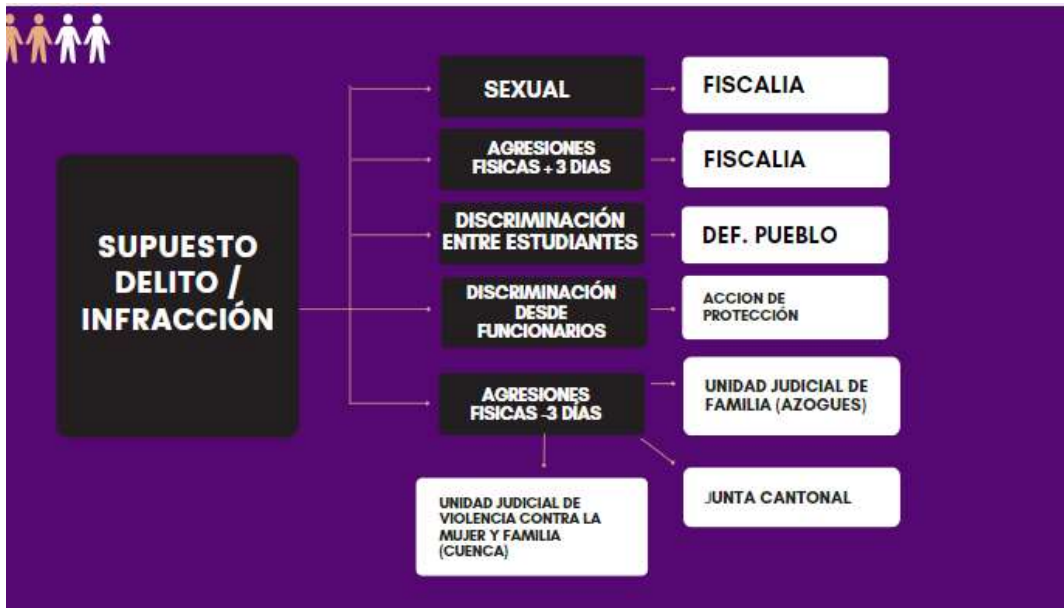 SUPUESTO
DELITO /
INFRACCIÓN
SEXUAL
FISCALIA
AGRESIONES
FISICAS + 3 DIAS
FISCALIA
DISCRIMINACIÓN
ENTRE ESTUDIANTES
DEF. PUEBLO
DISCRIMINACIÓN
DESDE
FUNCIONARIOS
ACCION DE
PROTECCIÓN
AGRESIONES
FISICAS -3 DÍAS
UNIDAD JUDICIAL DE
FAMILIA (AZOGUES)
JUNTA CANTONAL
UNIDAD JUDICIAL DE
VIOLENCIA CONTRA LA
MUJER Y FAMILIA
(CUENCA)